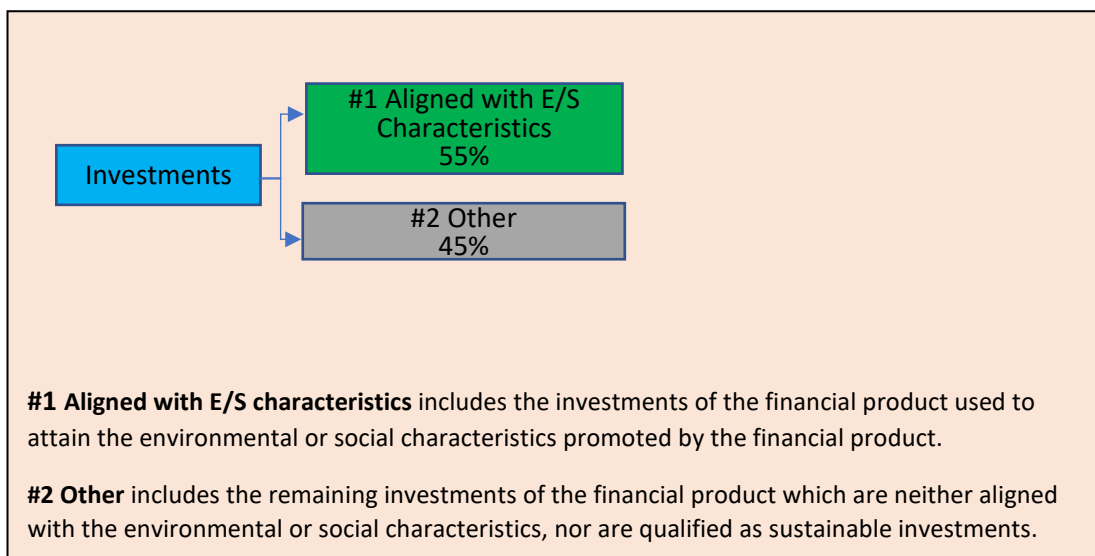 #1 Aligned with E/S
Characteristics
55%
Investments
#2 Other
45%
#1 Aligned with E/S characteristics includes the investments of the financial product used to
attain the environmental or social characteristics promoted by the financial product.
#2 Other includes the remaining investments of the financial product which are neither aligned
with the environmental or social characteristics, nor are qualified as sustainable investments.